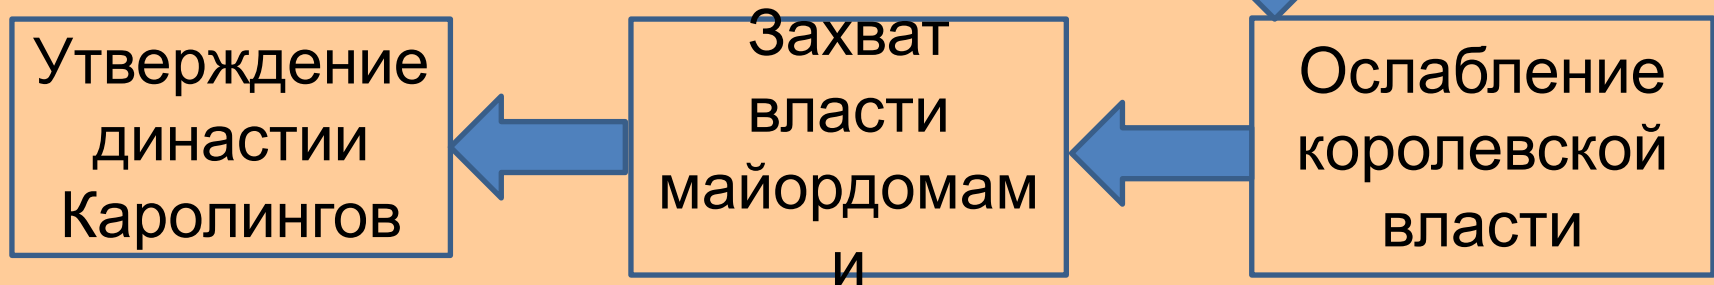 Утверждение
династии
Каролингов
Захват
власти
майордомам
и
Ослабление
королевской
власти